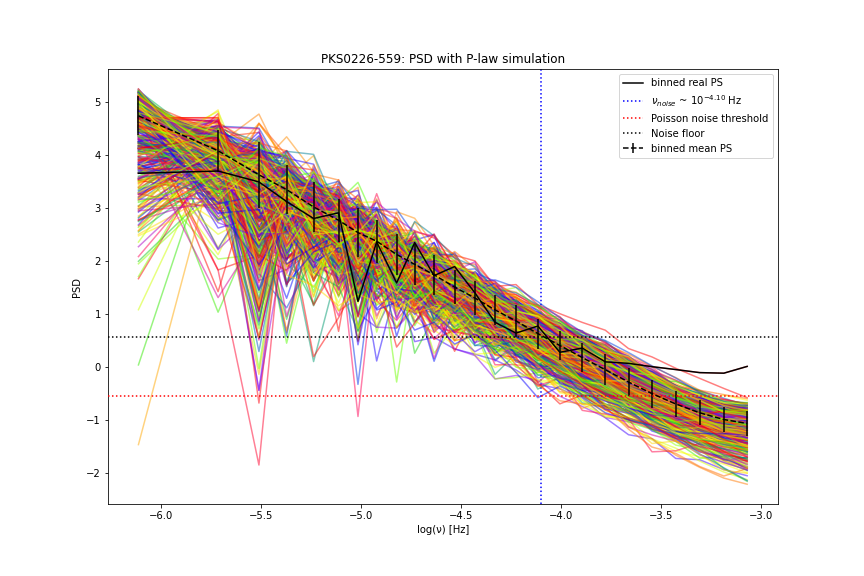 PKS0226-559: PSD with P-law simulation
binned real PS
ν_noise ~ 10^−4.10 Hz
Poisson noise threshold
Noise floor
binned mean PS
PSD
5
4
3
2
1
0
−1
−2
−6.0 −5.5 −5.0 −4.5 −4.0 −3.5 −3.0
log(ν) [Hz]